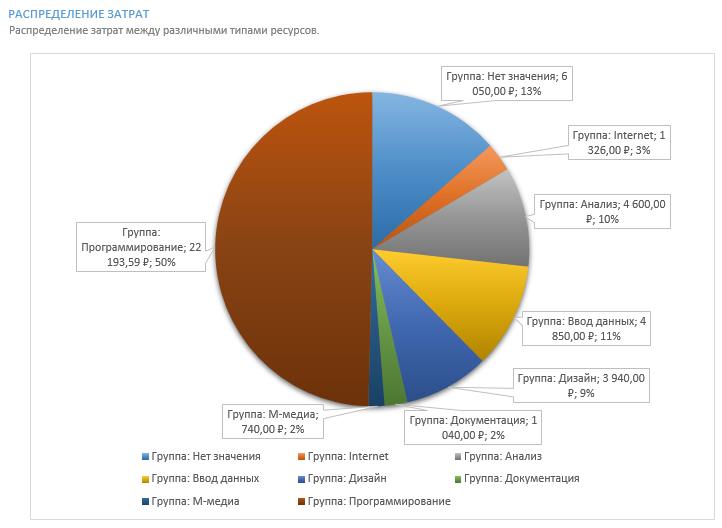 РАСПРЕДЕЛЕНИЕ ЗАТРАТ
Распределение затрат между различными типами ресурсов.
Группа: Нет значения; 6
050,00 ₽; 13%
Группа: Internet; 1
326,00 ₽; 3%
Группа: Анализ; 4 600,00
₽; 10%
Группа:
Программирование; 22
193,59 ₽; 50%
Группа: Ввод данных; 4
850,00 ₽; 11%
Группа: Дизайн; 3 940,00
₽; 9%
Группа: М-медиа;
740,00 ₽; 2%
Группа: Документация; 1
040,00 ₽; 2%
Группа: Нет значения
Группа: Internet
Группа: Анализ
Группа: Ввод данных
Группа: Дизайн
Группа: Документация
Группа: М-медиа
Группа: Программирование